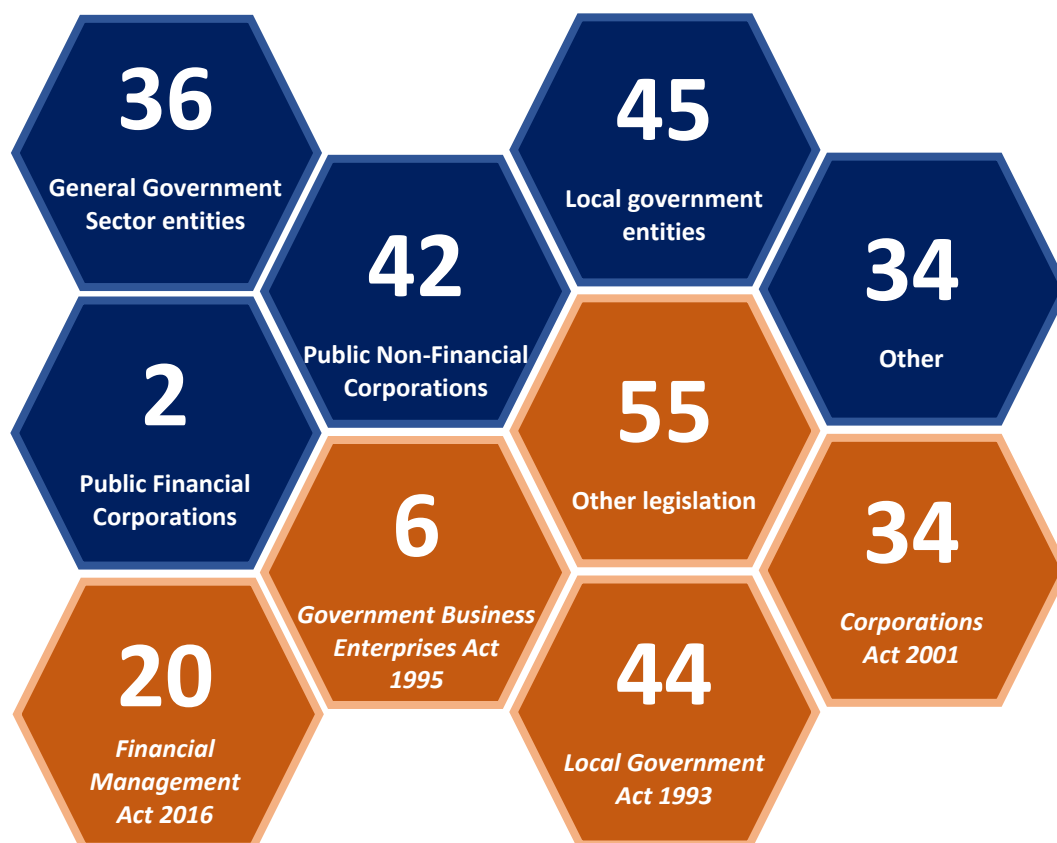 36
General Government
Sector entities
45
Local government
entities
42
Public Non-Financial
Corporations
34
Other
2
Public Financial
Corporations
55
Other legislation
6
Government Business
Enterprises Act
1995
34
Corporations
Act 2001
20
Financial
Management
Act 2016
44
Local Government
Act 1993